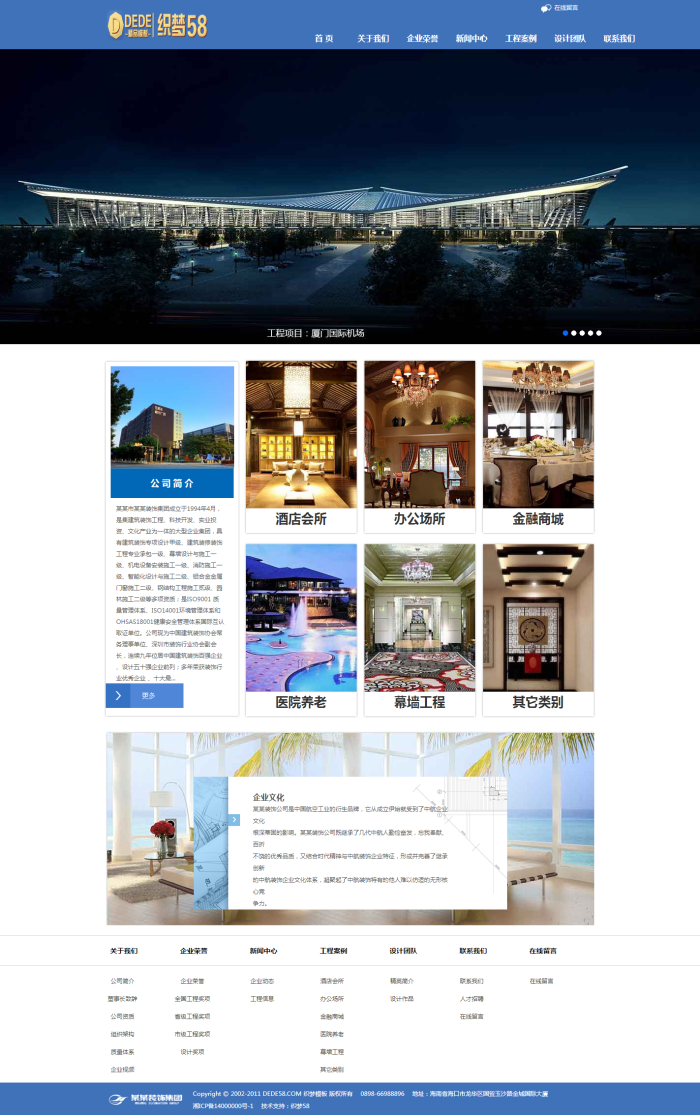 在线留言
DEDE 织梦58
首 页 关于我们 企业荣誉 新闻中心 工程案例 设计团队 联系我们
工程项目：厦门国际机场
公司简介
某某市某某装饰集团成立于1994年4月，
是集建筑装饰工程、科技开发、实业投
资、文化产业为一体的大型企业集团，具
有建筑装饰专项设计甲级、建筑装修装饰
工程专业承包一级、幕墙设计与施工一
级、机电设备安装施工一级、消防施工一
级、智能化设计与施工二级、铝合金金属
门窗施工二级、钢结构工程施工贰级、园
林施工二级等多项资质；是ISO9001 质
量管理体系、ISO14001环境管理体系和
OHSAS18001健康安全管理体系国际互认
取证单位。公司现为中国建筑装饰协会常
务理事单位、深圳市装饰行业协会副会
长，连续九年位居中国建筑装饰百强企业
、设计五十强企业前列；多年荣获装饰行
业优秀企业 、十大是...
更多
酒店会所 办公场所 金融商城
医院养老 幕墙工程 其它类别
企业文化
某某装饰公司是中国航空工业的衍生品牌，它从成立伊始就受到了中航企业
文化
根深蒂固的影响。某某装饰公司既继承了几代中航人勤俭奋发，忘我奉献、
百折
不饶的优秀品质，又结合时代精神与中航装饰企业特征，形成并完善了继承
创新
的中航装饰企业文化体系，凝聚起了中航装饰特有的他人难以仿造的无形核
心竞
争力。
关于我们 企业荣誉 新闻中心 工程案例 设计团队 联系我们 在线留言
公司简介 企业荣誉 企业动态 酒店会所 精英简介 联系我们 在线留言
董事长致辞 全国工程奖项 工程信息 办公场所 设计作品 人才招聘
公司资质 省级工程奖项 金融商城 在线留言
组织架构 市级工程奖项 医院养老
质量体系 设计奖项 幕墙工程
企业视频 其它类别
某某装饰集团
Copyright © 2002-2011 DEDE58.COM 织梦模板 版权所有 0898-66988896 地址：海南省海口市龙华区国贸玉沙路金城国际大厦
湘ICP备14000000号-1 技术支持：织梦58